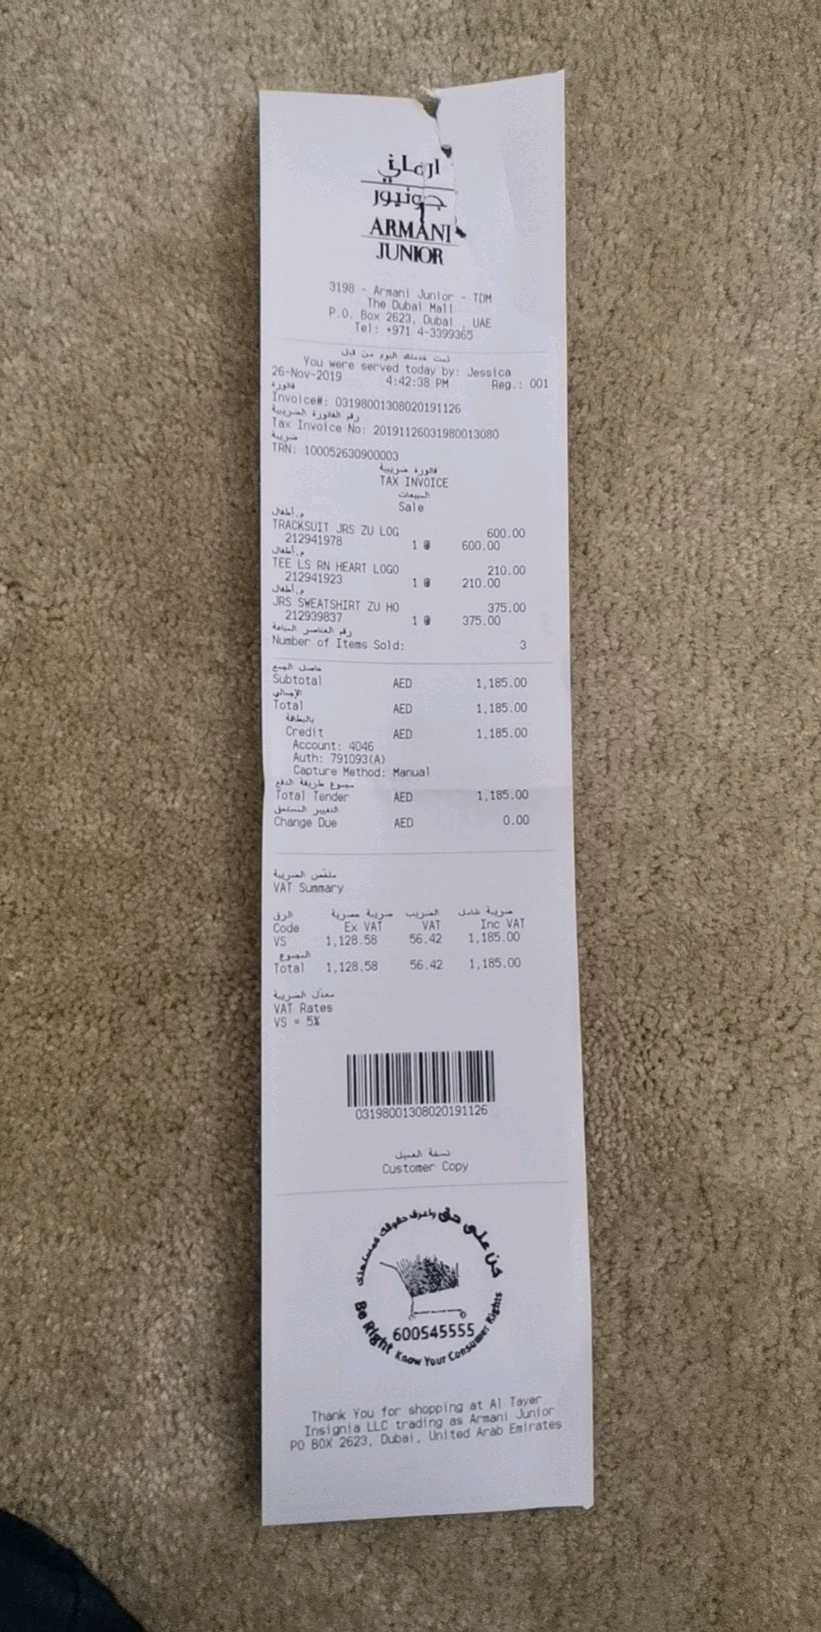 ارماني
جونيور
ARMANI
JUNIOR
3198 - Armani Junior - TDM
The Dubai Mall
P.O. Box 2623, Dubai , UAE
Tel: +971 4-3399365
تمت خدمتك اليوم من قبل
You were served today by: Jessica
26-Nov-2019 4:42:38 PM Reg.: 001
فاتورة
Invoice#: 03198001308020191126
رقم الفاتورة الضريبية
Tax Invoice No: 20191126031980013080
ضريبة
TRN: 100052630900003
فاتورة ضريبية
TAX INVOICE
المبيعات
Sale
م.أطفال
TRACKSUIT JRS ZU LOG 600.00
212941978 1 @ 600.00
م.أطفال
TEE LS RN HEART LOGO 210.00
212941923 1 @ 210.00
م.أطفال
JRS SWEATSHIRT ZU HO 375.00
212939837 1 @ 375.00
رقم العناصر المباعة
Number of Items Sold: 3
حاصل الجمع
Subtotal AED 1,185.00
الإجمالي
Total AED 1,185.00
بالبطاقة
Credit AED 1,185.00
Account: 4046
Auth: 791093(A)
Capture Method: Manual
مجموع طريقة الدفع
Total Tender AED 1,185.00
التغيير المستحق
Change Due AED 0.00
ملخص الضريبة
VAT Summary
Code Ex VAT VAT Inc VAT
VS 1,128.58 56.42 1,185.00
المجموع
Total 1,128.58 56.42 1,185.00
معدل الضريبة
VAT Rates
VS = 5%
03198001308020191126
نسخة العميل
Customer Copy
كن على حق واعرف حقوقك كمستهلك
600545555
Be Right Know Your Consumer Rights
Thank You for shopping at Al Tayer
Insignia LLC trading as Armani Junior
PO BOX 2623, Dubai, United Arab Emirates